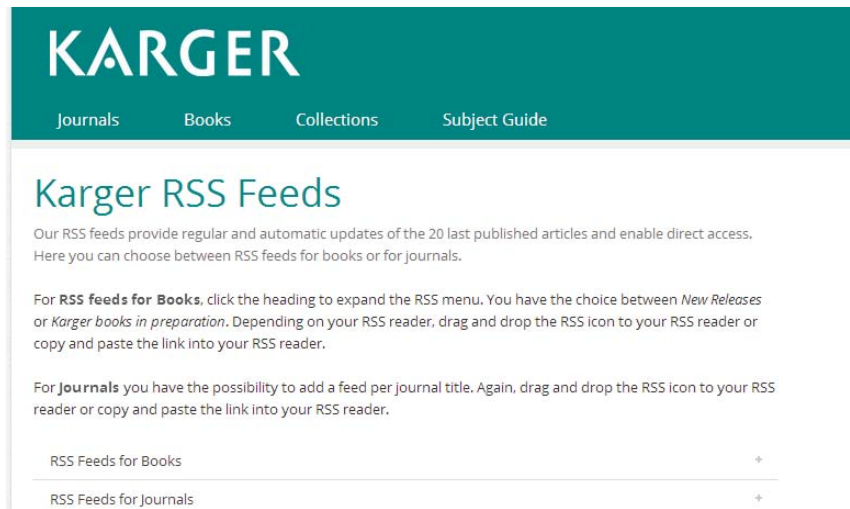 KARGER
Journals Books Collections Subject Guide
Karger RSS Feeds
Our RSS feeds provide regular and automatic updates of the 20 last published articles and enable direct access.
Here you can choose between RSS feeds for books or for journals.
For RSS feeds for Books, click the heading to expand the RSS menu. You have the choice between New Releases
or Karger books in preparation. Depending on your RSS reader, drag and drop the RSS icon to your RSS reader or
copy and paste the link into your RSS reader.
For Journals you have the possibility to add a feed per journal title. Again, drag and drop the RSS icon to your RSS
reader or copy and paste the link into your RSS reader.
RSS Feeds for Books +
RSS Feeds for Journals +